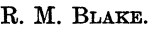 R. M. BLAKE.